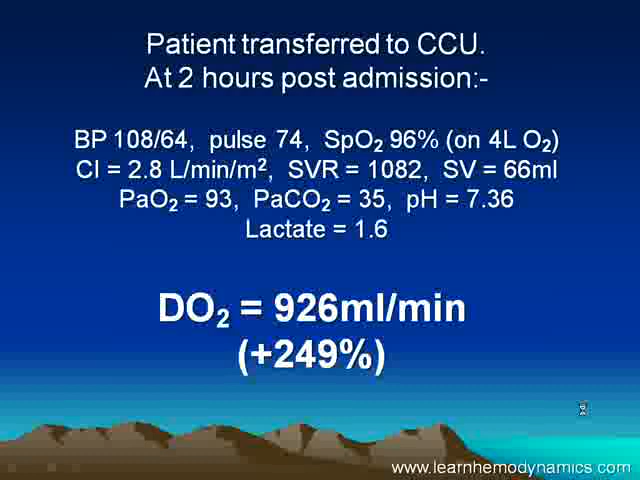 Patient transferred to CCU.
At 2 hours post admission:-
BP 108/64, pulse 74, SpO₂ 96% (on 4L O₂)
CI = 2.8 L/min/m², SVR = 1082, SV = 66ml
PaO₂ = 93, PaCO₂ = 35, pH = 7.36
Lactate = 1.6
DO₂ = 926ml/min
(+249%)
www.learnhemodynamics.com